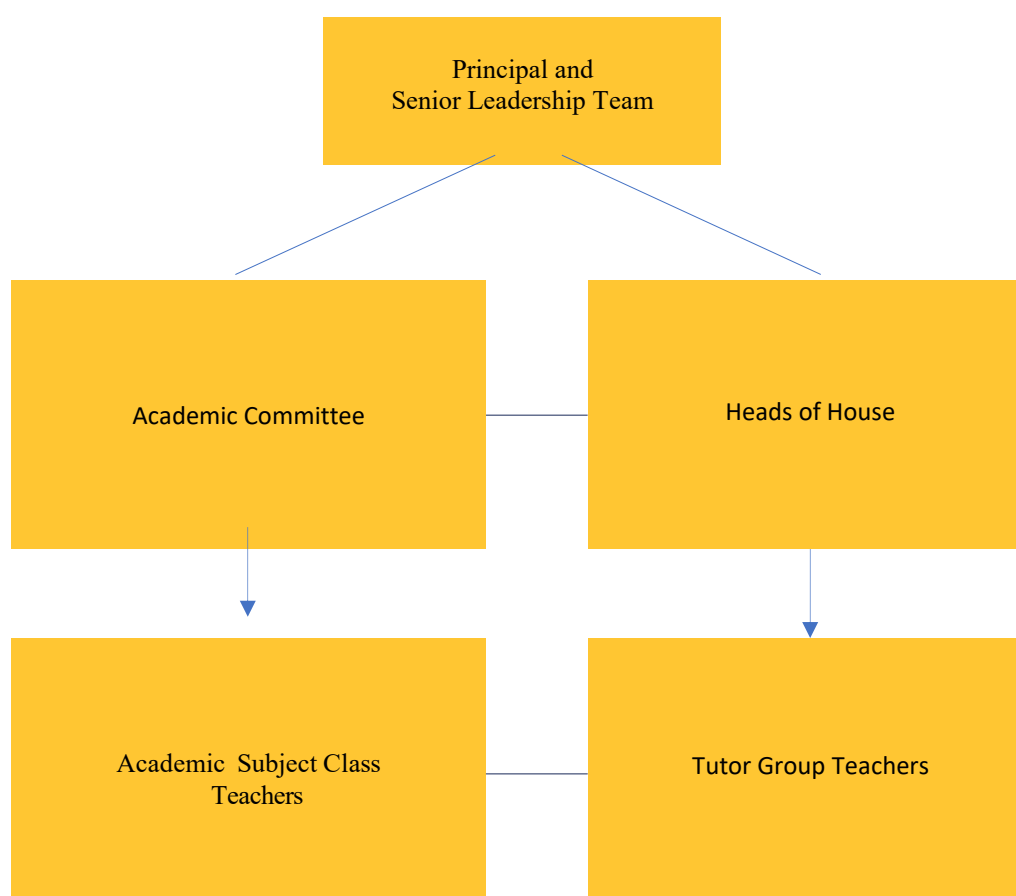 Principal and
Senior Leadership Team
Academic Committee
Heads of House
Academic  Subject Class
Teachers
Tutor Group Teachers